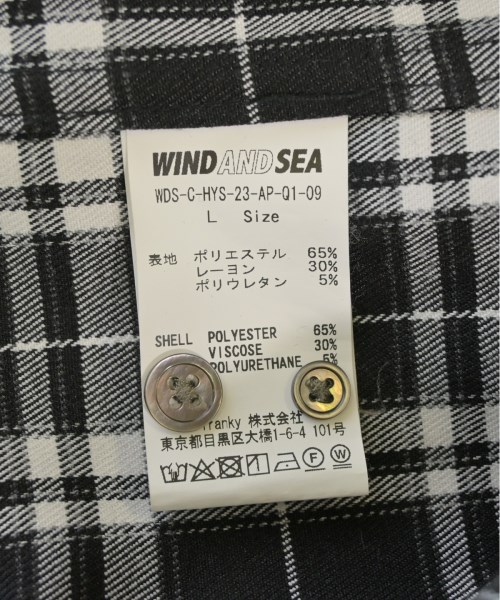 WIND AND SEA
WDS-C-HYS-23-AP-Q1-09
L Size
表地 ポリエステル 65%
レーヨン 30%
ポリウレタン 5%
SHELL POLYESTER 65%
VISCOSE 30%
POLYURETHANE 5%
株式会社
東京都目黒区大橋1-6-4 101号
F W